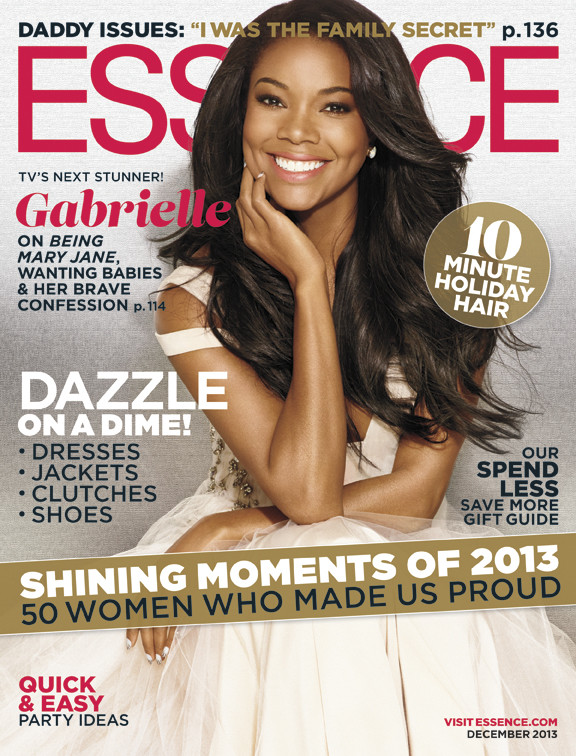 DADDY ISSUES: “I WAS THE FAMILY SECRET” p.136
ESSENCE
TV'S NEXT STUNNER!
Gabrielle
ON BEING
MARY JANE,
WANTING BABIES
& HER BRAVE
CONFESSION p.114
10
MINUTE
HOLIDAY
HAIR
DAZZLE
ON A DIME!
• DRESSES
• JACKETS
• CLUTCHES
• SHOES
OUR
SPEND
LESS
SAVE MORE
GIFT GUIDE
SHINING MOMENTS OF 2013
50 WOMEN WHO MADE US PROUD
QUICK
& EASY
PARTY IDEAS
VISIT ESSENCE.COM
DECEMBER 2013